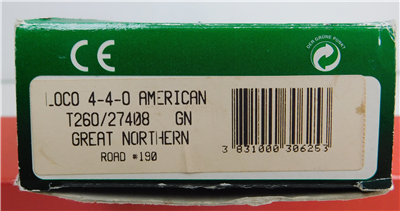 CE
DER GRÜNE PUNKT
LOCO 4-4-0 AMERICAN
T260/27408 GN
GREAT NORTHERN
ROAD #190
3 831000 306253